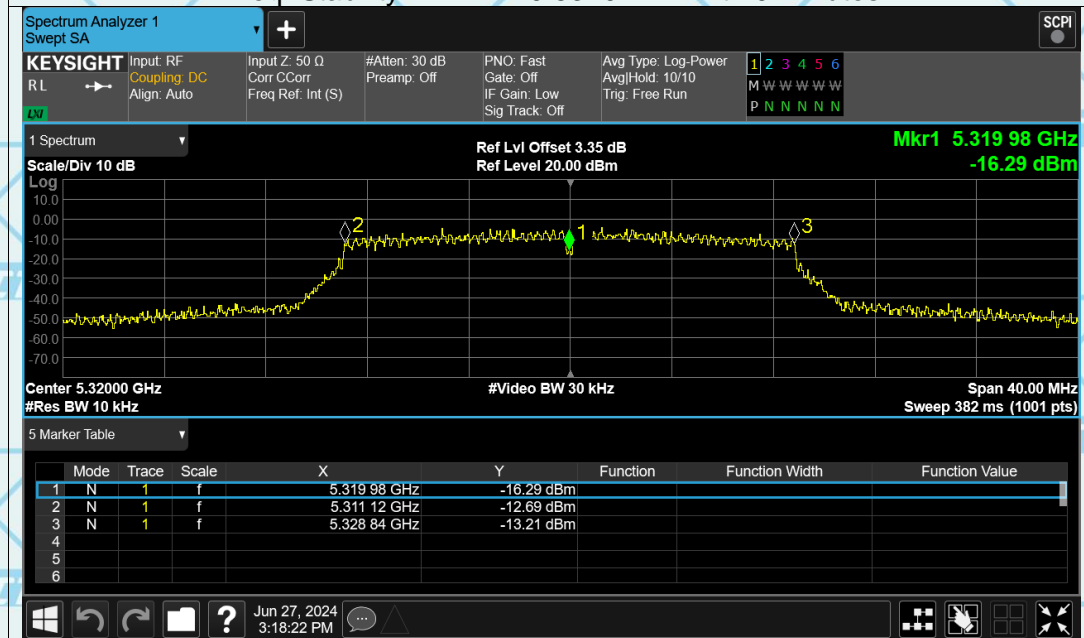 Spectrum Analyzer 1
Swept SA
SCPI
KEYSIGHT
RL
LXI
Input: RF
Coupling: DC
Align: Auto
Input Z: 50 Ω
Corr CCorr
Freq Ref: Int (S)
#Atten: 30 dB
Preamp: Off
PNO: Fast
Gate: Off
IF Gain: Low
Sig Track: Off
Avg Type: Log-Power
Avg|Hold: 10/10
Trig: Free Run
1 2 3 4 5 6
M W W W W W
P N N N N N
1 Spectrum
Scale/Div 10 dB
Log
Ref Lvl Offset 3.35 dB
Ref Level 20.00 dBm
Mkr1 5.319 98 GHz
-16.29 dBm
10.0
0.00
-10.0
-20.0
-30.0
-40.0
-50.0
-60.0
-70.0
2
1
3
Center 5.32000 GHz
#Res BW 10 kHz
#Video BW 30 kHz
Span 40.00 MHz
Sweep 382 ms (1001 pts)
5 Marker Table
Mode Trace Scale X Y Function Function Width Function Value
1 N 1 f 5.319 98 GHz -16.29 dBm
2 N 1 f 5.311 12 GHz -12.69 dBm
3 N 1 f 5.328 84 GHz -13.21 dBm
4
5
6
?
Jun 27, 2024
3:18:22 PM